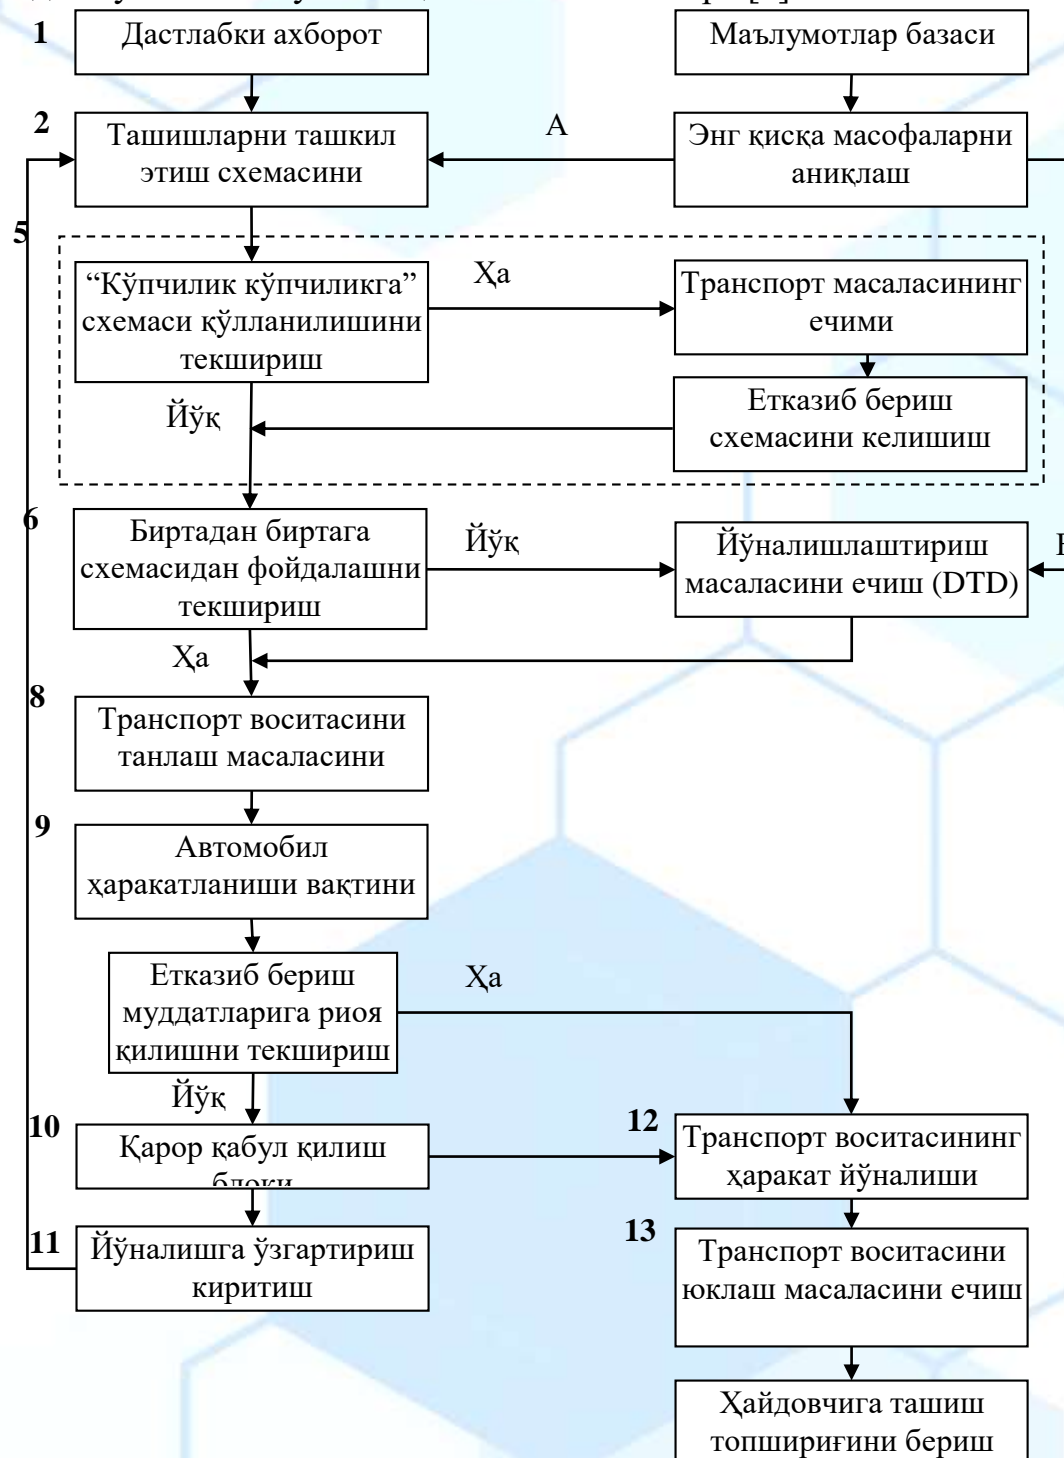 1
Дастлабки ахборот
Маълумотлар базаси
2
Ташишларни ташкил
этиш схемасини
А
Энг қисқа масофаларни
аниқлаш
5
“Кўпчилик кўпчиликга”
схемаси қўлланилишини
текшириш
Ҳа
Транспорт масаласининг
ечими
Йўқ
Етказиб бериш
схемасини келишиш
6
Биртадан биртага
схемасидан фойдалашни
текшириш
Йўқ
Йўналишлаштириш
масаласини ечиш (DTD)
Ҳа
8
Транспорт воситасини
танлаш масаласини
9
Автомобил
ҳаракатланиши вақтини
Етказиб бериш
муддатларига риоя
қилишни текшириш
Ҳа
Йўқ
10
Қарор қабул қилиш
блоки
12
Транспорт воситасининг
ҳаракат йўналиши
11
Йўналишга ўзгартириш
киритиш
13
Транспорт воситасини
юклаш масаласини ечиш
Ҳайдовчига ташиш
топшириғини бериш